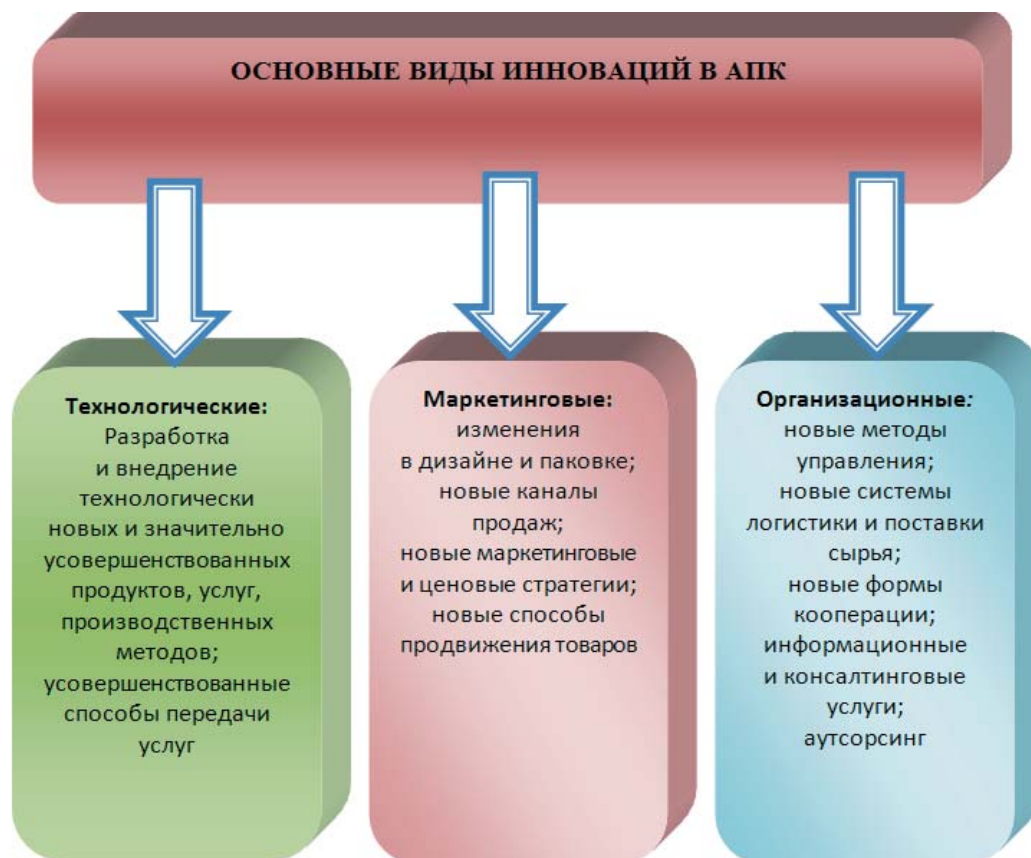 ОСНОВНЫЕ ВИДЫ ИННОВАЦИЙ В АПК
Технологические:
Разработка
и внедрение
технологически
новых и значительно
усовершенствованных
продуктов, услуг,
производственных
методов;
усовершенствованные
способы передачи
услуг
Маркетинговые:
изменения
в дизайне и паковке;
новые каналы
продаж;
новые маркетинговые
и ценовые стратегии;
новые способы
продвижения товаров
Организационные:
новые методы
управления;
новые системы
логистики и поставки
сырья;
новые формы
кооперации;
информационные
и консалтинговые
услуги;
аутсорсинг